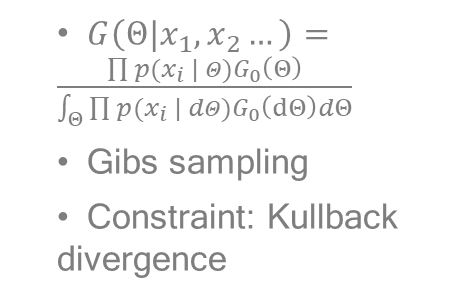 • G(Θ|x₁, x₂ …) =
∏ p(xᵢ | Θ)G₀(Θ)
∫_Θ ∏ p(xᵢ | dΘ)G₀(dΘ)dΘ
• Gibs sampling
• Constraint: Kullback
divergence